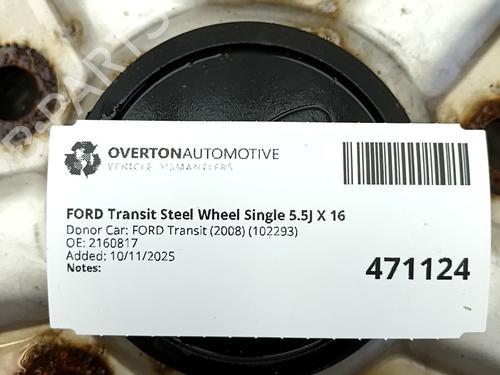 OVERTONAUTOMOTIVE
VEHICLE DISMANTLERS
FORD Transit Steel Wheel Single 5.5J X 16
Donor Car: FORD Transit (2008) (102293)
OE: 2160817
Added: 10/11/2025
Notes:
471124